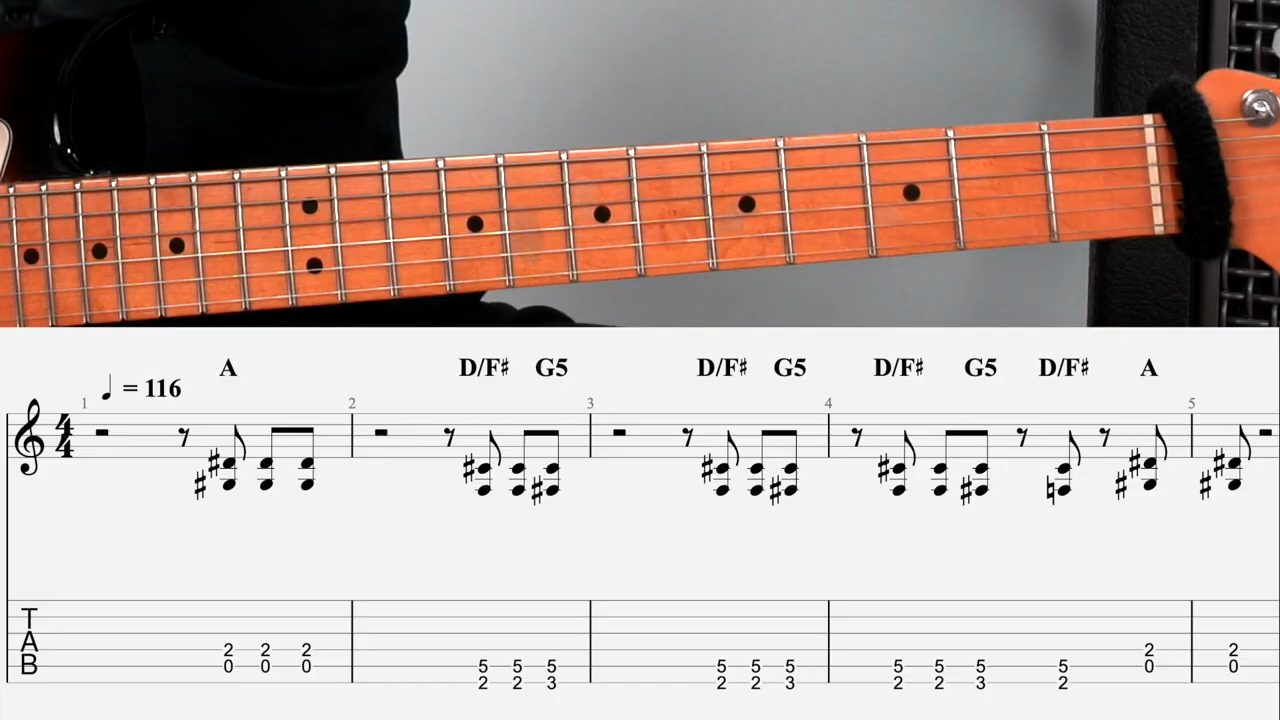 A D/F♯ G5 D/F♯ G5 D/F♯ G5 D/F♯ A
♩ = 116
1 2 3 4 5
4
4
T
A 2 2 2 2 2
B 0 0 0 5 5 5 5 5 5 5 5 5 5 0 0
2 2 3 2 2 3 2 2 3 2